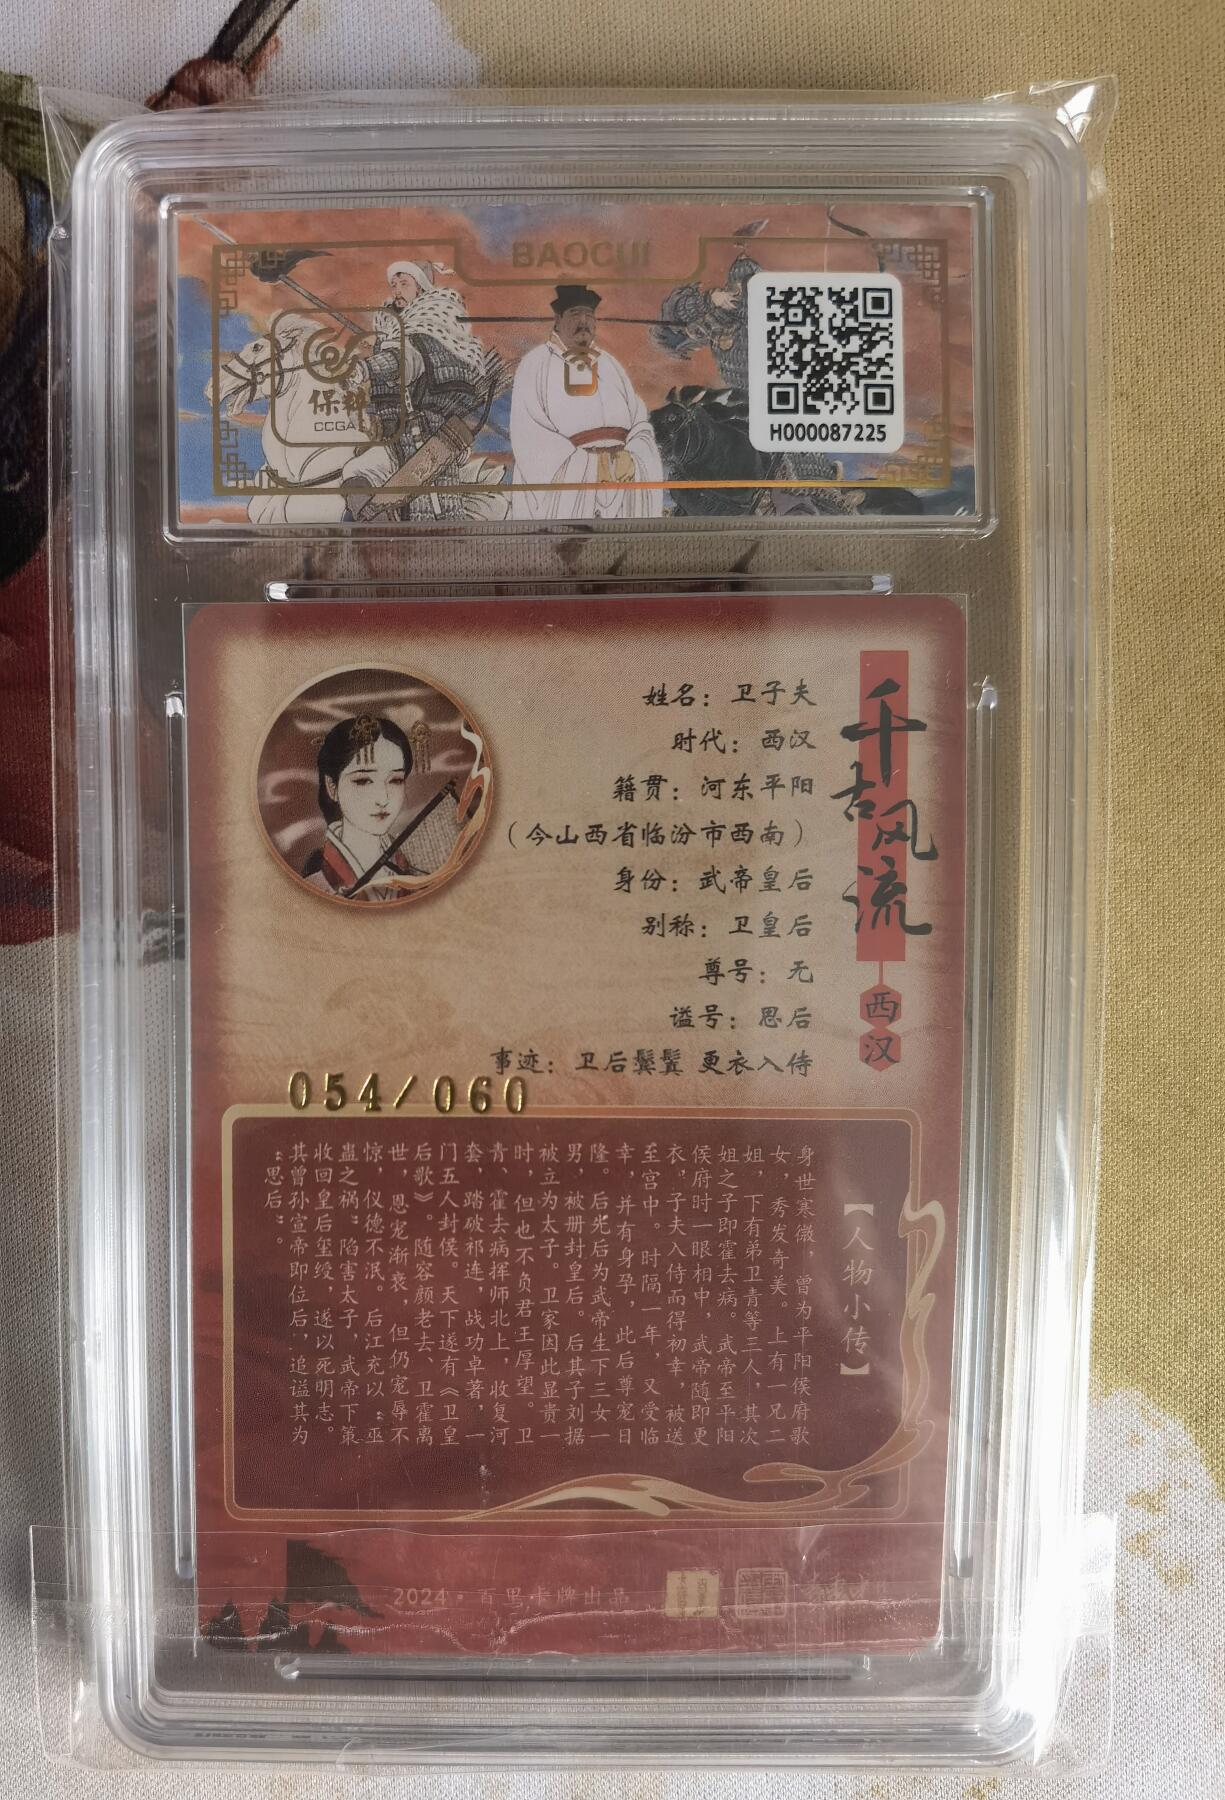 BAOCUI
保粹
CCGA
H000087225
千古风流
西汉
姓名：卫子夫
时代：西汉
籍贯：河东平阳
（今山西省临汾市西南）
身份：武帝皇后
别称：卫皇后
尊号：无
谥号：思后
事迹：卫后鬓鬟 更衣入侍
054/060
【人物小传】
身世寒微，曾为平阳侯府歌
女，秀发奇美。上有一兄二
姐，下有弟卫青等三人，其次
姐之子即霍去病。武帝至平阳
侯府时一眼相中，武帝随即更
衣。子夫入侍而得初幸，被送
至宫中。时隔一年，又受临
幸，并有身孕，此后尊宠日
隆。后先后为武帝生下三女一
男，被册封皇后。后其子刘据
被立为太子。卫家因此显贵一
时，但也不负君王厚望。卫
青、霍去病挥师北上，收复河
套，踏破祁连，战功卓著，一
门五人封侯。天下遂有《卫皇
后歌》。随容颜老去、卫霍离
世，恩宠渐衰，但仍宠辱不
惊，仪德不泯。后江充以“巫
蛊之祸”陷害太子，武帝下策
收回皇后玺绶，遂以死明志。
其曾孙宣帝即位后，追谥其为
“思后”。
2024·百里卡牌出品